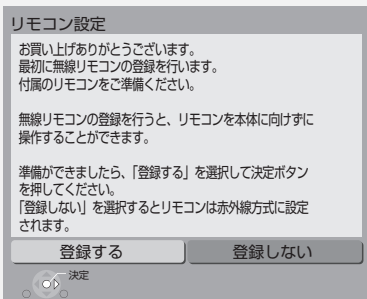 リモコン設定
お買い上げありがとうございます。
最初に無線リモコンの登録を行います。
付属のリモコンをご準備ください。
無線リモコンの登録を行うと、リモコンを本体に向けずに
操作することができます。
準備ができましたら、「登録する」を選択して決定ボタン
を押してください。
「登録しない」を選択するとリモコンは赤外線方式に設定
されます。
登録する
登録しない
決定